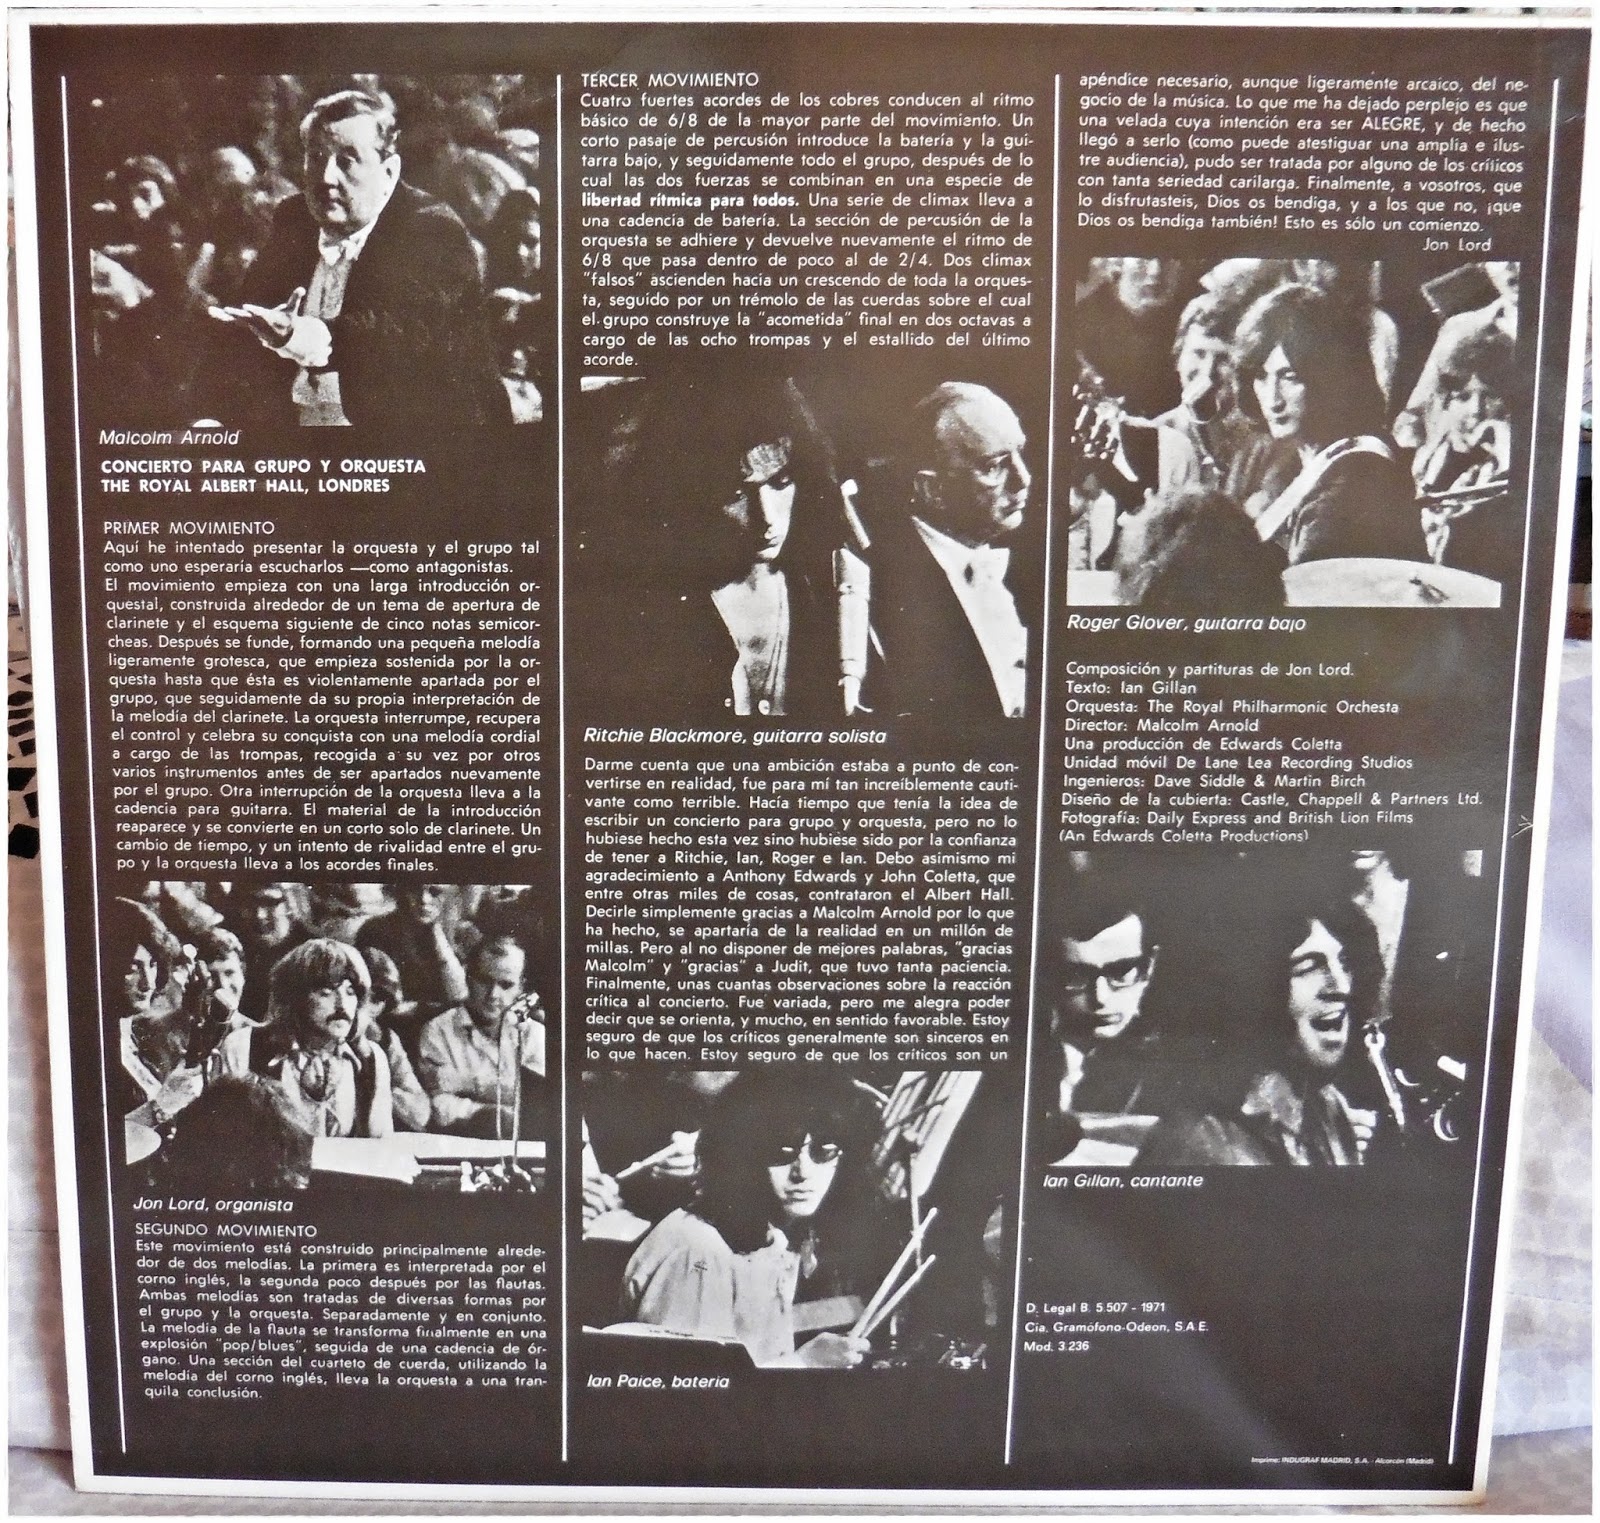 Malcolm Arnold
CONCIERTO PARA GRUPO Y ORQUESTA
THE ROYAL ALBERT HALL, LONDRES
PRIMER MOVIMIENTO
Aquí he intentado presentar la orquesta y el grupo tal
como uno esperaría escucharlos —como antagonistas.
El movimiento empieza con una larga introducción or-
questal, construida alrededor de un tema de apertura de
clarinete y el esquema siguiente de cinco notas semicor-
cheas. Después se funde, formando una pequeña melodía
ligeramente grotesca, que empieza sostenida por la or-
questa hasta que ésta es violentamente apartada por el
grupo, que seguidamente da su propia interpretación de
la melodía del clarinete. La orquesta interrumpe, recupera
el control y celebra su conquista con una melodía cordial
a cargo de las trompas, recogida a su vez por otros
varios instrumentos antes de ser apartados nuevamente
por el grupo. Otra interrupción de la orquesta lleva a la
cadencia para guitarra. El material de la introducción
reaparece y se convierte en un corto solo de clarinete. Un
cambio de tiempo, y un intento de rivalidad entre el gru-
po y la orquesta lleva a los acordes finales.
Jon Lord, organista
SEGUNDO MOVIMIENTO
Este movimiento está construido principalmente alrede-
dor de dos melodías. La primera es interpretada por el
corno inglés, la segunda poco después por las flautas.
Ambas melodías son tratadas de diversas formas por
el grupo y la orquesta. Separadamente y en conjunto.
La melodía de la flauta se transforma finalmente en una
explosión "pop/blues", seguida de una cadencia de ór-
gano. Una sección del cuarteto de cuerda, utilizando la
melodía del corno inglés, lleva la orquesta a una tran-
quila conclusión.
TERCER MOVIMIENTO
Cuatro fuertes acordes de los cobres conducen al ritmo
básico de 6/8 de la mayor parte del movimiento. Un
corto pasaje de percusión introduce la batería y la gui-
tarra bajo, y seguidamente todo el grupo, después de lo
cual las dos fuerzas se combinan en una especie de
libertad rítmica para todos. Una serie de climax lleva a
una cadencia de batería. La sección de percusión de la
orquesta se adhiere y devuelve nuevamente el ritmo de
6/8 que pasa dentro de poco al de 2/4. Dos climax
"falsos" ascienden hacia un crescendo de toda la orques-
ta, seguido por un trémolo de las cuerdas sobre el cual
el grupo construye la "acometida" final en dos octavas a
cargo de las ocho trompas y el estallido del último
acorde.
Ritchie Blackmore, guitarra solista
Darme cuenta que una ambición estaba a punto de con-
vertirse en realidad, fue para mí tan increíblemente cauti-
vante como terrible. Hacía tiempo que tenía la idea de
escribir un concierto para grupo y orquesta, pero no lo
hubiese hecho esta vez sino hubiese sido por la confianza
de tener a Ritchie, Ian, Roger e Ian. Debo asimismo mi
agradecimiento a Anthony Edwards y John Coletta, que
entre otras miles de cosas, contrataron el Albert Hall.
Decirle simplemente gracias a Malcolm Arnold por lo que
ha hecho, se apartaría de la realidad en un millón de
millas. Pero al no disponer de mejores palabras, "gracias
Malcolm" y "gracias" a Judit, que tuvo tanta paciencia.
Finalmente, unas cuantas observaciones sobre la reacción
crítica al concierto. Fue variada, pero me alegra poder
decir que se orienta, y mucho, en sentido favorable. Estoy
seguro de que los críticos generalmente son sinceros en
lo que hacen. Estoy seguro de que los críticos son un
Ian Paice, bateria
apéndice necesario, aunque ligeramente arcaico, del ne-
gocio de la música. Lo que me ha dejado perplejo es que
una velada cuya intención era ser ALEGRE, y de hecho
llegó a serlo (como puede atestiguar una amplia e ilus-
tre audiencia), pudo ser tratada por alguno de los críticos
con tanta seriedad carilarga. Finalmente, a vosotros, que
lo disfrutasteis, Dios os bendiga, y a los que no, ¡que
Dios os bendiga también! Esto es sólo un comienzo.
Jon Lord
Roger Glover, guitarra bajo
Composición y partituras de Jon Lord.
Texto: Ian Gillan
Orquesta: The Royal Philharmonic Orchesta
Director: Malcolm Arnold
Una producción de Edwards Coletta
Unidad móvil De Lane Lea Recording Studios
Ingenieros: Dave Siddle & Martin Birch
Diseño de la cubierta: Castle, Chappell & Partners Ltd.
Fotografía: Daily Express and British Lion Films
(An Edwards Coletta Productions)
Ian Gillan, cantante
D. Legal B. 5.507 - 1971
Cia. Gramófono-Odeon, S.A.E.
Mod. 3.236
Imprime: INDUGRAF MADRID, S.A. - Alcorcón (Madrid)